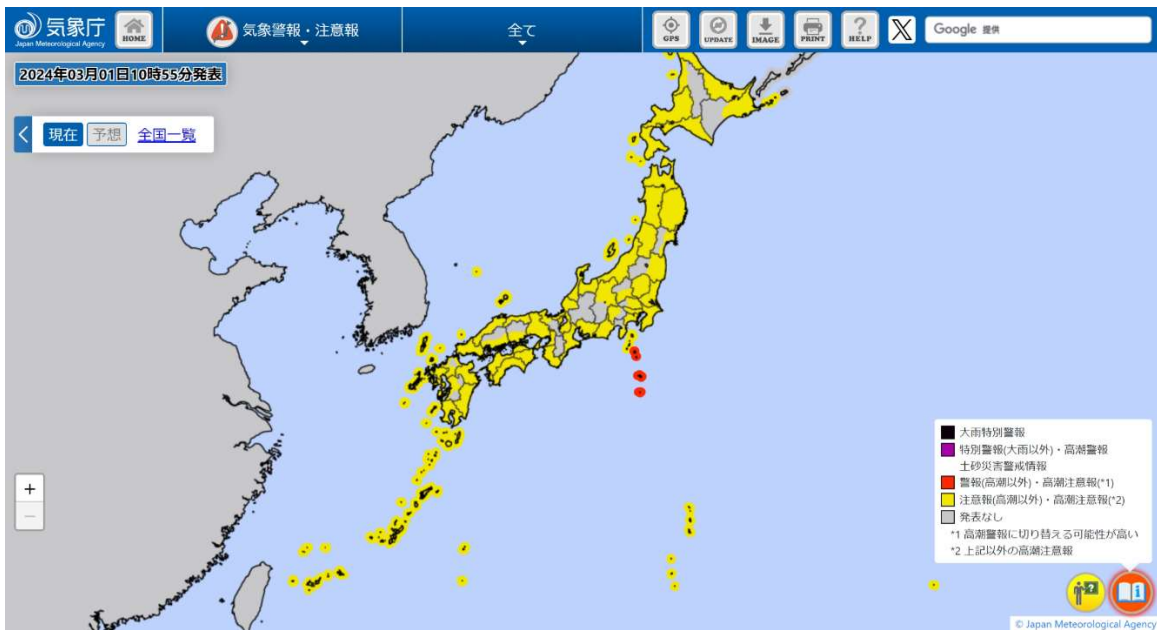 気象庁
Japan Meteorological Agency
HOME
気象警報・注意報
全て
GPS
UPDATE
IMAGE
PRINT
HELP
X
Google 提供
2024年03月01日10時55分発表
現在 予想 全国一覧
+
−
大雨特別警報
特別警報(大雨以外)・高潮警報
土砂災害警戒情報
警報(高潮以外)・高潮注意報(*1)
注意報(高潮以外)・高潮注意報(*2)
発表なし
*1 高潮警報に切り替える可能性が高い
*2 上記以外の高潮注意報
© Japan Meteorological Agency